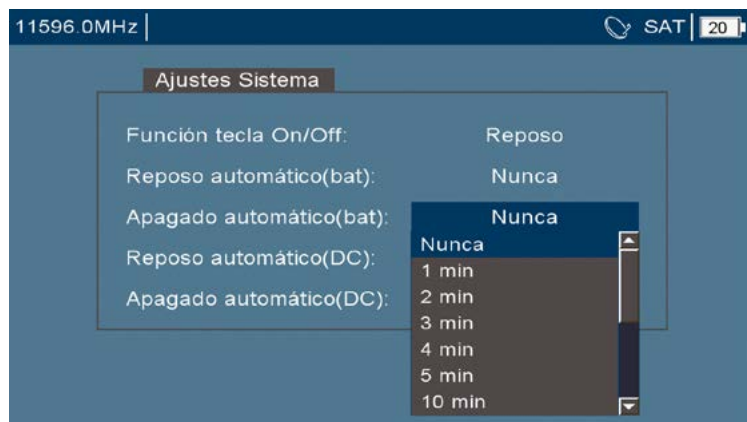 11596.0MHz SAT 20
Ajustes Sistema
Función tecla On/Off: Reposo
Reposo automático(bat): Nunca
Apagado automático(bat): Nunca
Nunca
Reposo automático(DC):
1 min
2 min
Apagado automático(DC):
3 min
4 min
5 min
10 min